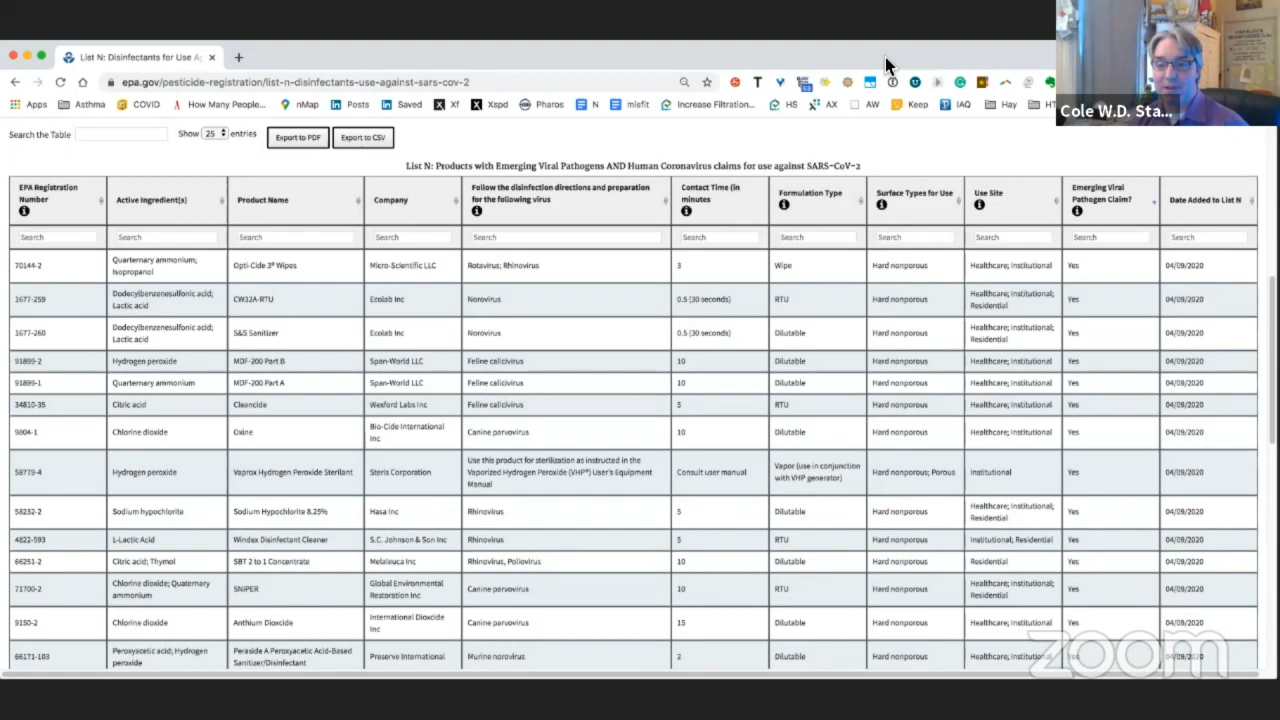 List N: Disinfectants for Use Ag
epa.gov/pesticide-registration/list-n-disinfectants-use-against-sars-cov-2
Apps Asthma COVID How Many People... nMap Posts Saved Xf Xspd Pharos N misfit Increase Filtration... HS AX AW Keep IAQ Hay HT
Cole W.D. Sta...
Search the Table Show 25 entries Export to PDF Export to CSV
List N: Products with Emerging Viral Pathogens AND Human Coronavirus claims for use against SARS-CoV-2
EPA Registration Number Active Ingredient(s) Product Name Company Follow the disinfection directions and preparation for the following virus Contact Time (in minutes) Formulation Type Surface Types for Use Use Site Emerging Viral Pathogen Claim? Date Added to List N
Search Search Search Search Search Search Search Search Search Search Search
70144-2 Quarternary ammonium; Isopropanol Opti-Cide 3® Wipes Micro-Scientific LLC Rotavirus; Rhinovirus 3 Wipe Hard nonporous Healthcare; Institutional Yes 04/09/2020
1677-259 Dodecylbenzenesulfonic acid; Lactic acid CW32A-RTU Ecolab Inc Norovirus 0.5 (30 seconds) RTU Hard nonporous Healthcare; Institutional; Residential Yes 04/09/2020
1677-260 Dodecylbenzenesulfonic acid; Lactic acid S&S Sanitizer Ecolab Inc Norovirus 0.5 (30 seconds) Dilutable Hard nonporous Healthcare; Institutional; Residential Yes 04/09/2020
91899-2 Hydrogen peroxide MDF-200 Part B Span-World LLC Feline calicivirus 10 Dilutable Hard nonporous Healthcare; Institutional Yes 04/09/2020
91899-1 Quarternary ammonium MDF-200 Part A Span-World LLC Feline calicivirus 10 Dilutable Hard nonporous Healthcare; Institutional Yes 04/09/2020
34810-35 Citric acid Cleancide Wexford Labs Inc Feline calicivirus 5 RTU Hard nonporous Healthcare; Institutional Yes 04/09/2020
9804-1 Chlorine dioxide Oxine Bio-Cide International Inc Canine parvovirus 10 Dilutable Hard nonporous Healthcare; Institutional Yes 04/09/2020
58779-4 Hydrogen peroxide Vaprox Hydrogen Peroxide Sterilant Steris Corporation Use this product for sterilization as instructed in the Vaporized Hydrogen Peroxide (VHP®) User's Equipment Manual Consult user manual Vapor (use in conjunction with VHP generator) Hard nonporous; Porous Institutional Yes 04/09/2020
58232-2 Sodium hypochlorite Sodium Hypochlorite 8.25% Hasa Inc Rhinovirus 5 Dilutable Hard nonporous Healthcare; Institutional; Residential Yes 04/09/2020
4822-593 L-Lactic Acid Windex Disinfectant Cleaner S.C. Johnson & Son Inc Rhinovirus 5 RTU Hard nonporous Institutional; Residential Yes 04/09/2020
66251-2 Citric acid; Thymol SBT 2 to 1 Concentrate Melaleuca Inc Rhinovirus, Poliovirus 10 Dilutable Hard nonporous Residential Yes 04/09/2020
71700-2 Chlorine dioxide; Quaternary ammonium SNiPER Global Environmental Restoration Inc Canine parvovirus 10 RTU Hard nonporous Healthcare; Institutional; Residential Yes 04/09/2020
9150-2 Chlorine dioxide Anthium Dioxcide International Dioxcide Inc Canine parvovirus 15 Dilutable Hard nonporous Healthcare; Institutional Yes 04/09/2020
66171-103 Peroxyacetic acid; Hydrogen peroxide Peraside A Peroxyacetic Acid-Based Sanitizer/Disinfectant Preserve International Murine norovirus 2 Dilutable Hard nonporous Healthcare; Institutional Yes 04/09/2020
zoom